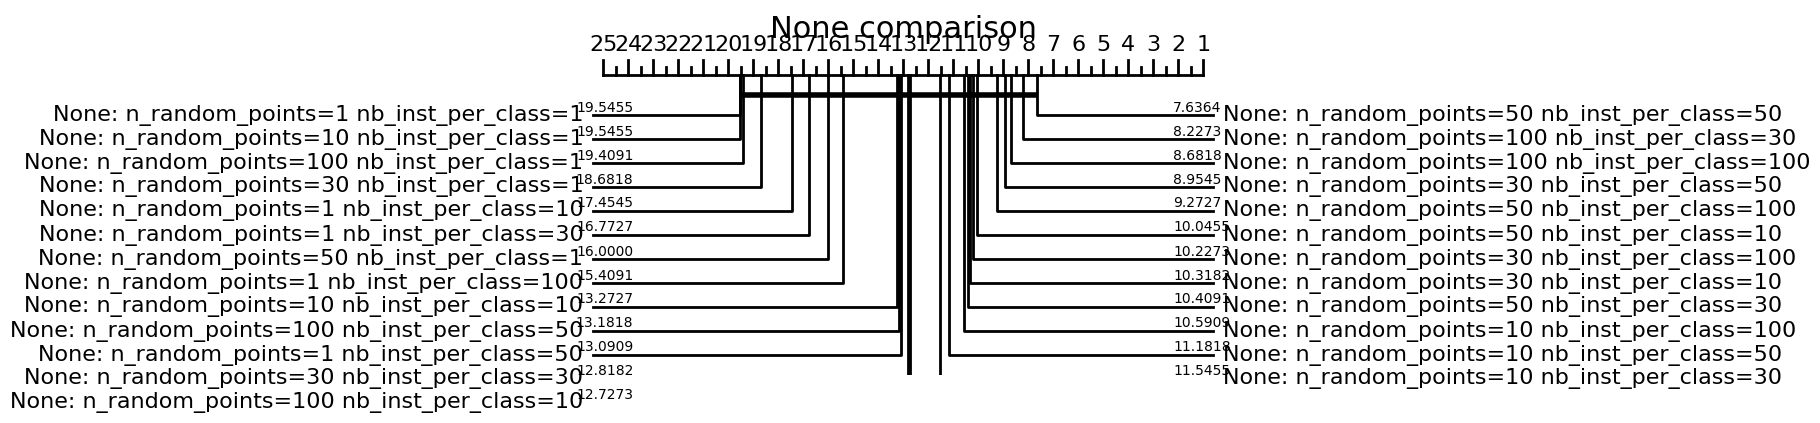 None comparison
25 24 23 22 21 20 19 18 17 16 15 14 13 12 11 10 9 8 7 6 5 4 3 2 1
None: n_random_points=1 nb_inst_per_class=1 19.5455 7.6364 None: n_random_points=50 nb_inst_per_class=50
None: n_random_points=10 nb_inst_per_class=1 19.5455 8.2273 None: n_random_points=100 nb_inst_per_class=30
None: n_random_points=100 nb_inst_per_class=1 19.4091 8.6818 None: n_random_points=100 nb_inst_per_class=100
None: n_random_points=30 nb_inst_per_class=1 18.6818 8.9545 None: n_random_points=30 nb_inst_per_class=50
None: n_random_points=1 nb_inst_per_class=10 17.4545 9.2727 None: n_random_points=50 nb_inst_per_class=100
None: n_random_points=1 nb_inst_per_class=30 16.7727 10.0455 None: n_random_points=50 nb_inst_per_class=10
None: n_random_points=50 nb_inst_per_class=1 16.0000 10.2273 None: n_random_points=30 nb_inst_per_class=100
None: n_random_points=1 nb_inst_per_class=100 15.4091 10.3182 None: n_random_points=30 nb_inst_per_class=10
None: n_random_points=10 nb_inst_per_class=10 13.2727 10.4091 None: n_random_points=50 nb_inst_per_class=30
None: n_random_points=100 nb_inst_per_class=50 13.1818 10.5909 None: n_random_points=10 nb_inst_per_class=100
None: n_random_points=1 nb_inst_per_class=50 13.0909 11.1818 None: n_random_points=10 nb_inst_per_class=50
None: n_random_points=30 nb_inst_per_class=30 12.8182 11.5455 None: n_random_points=10 nb_inst_per_class=30
None: n_random_points=100 nb_inst_per_class=10 12.7273